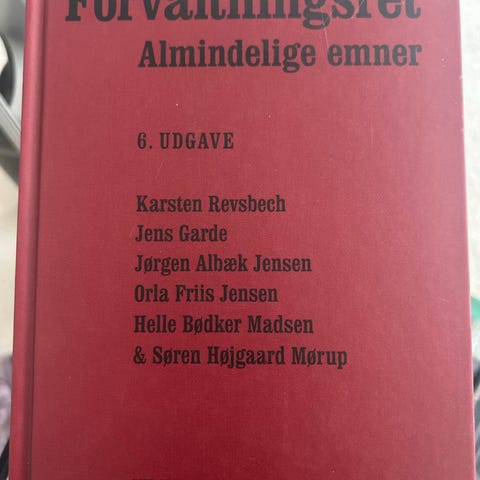 Forvaltningsret
Almindelige emner
6. UDGAVE
Karsten Revsbech
Jens Garde
Jørgen Albæk Jensen
Orla Friis Jensen
Helle Bødker Madsen
& Søren Højgaard Mørup